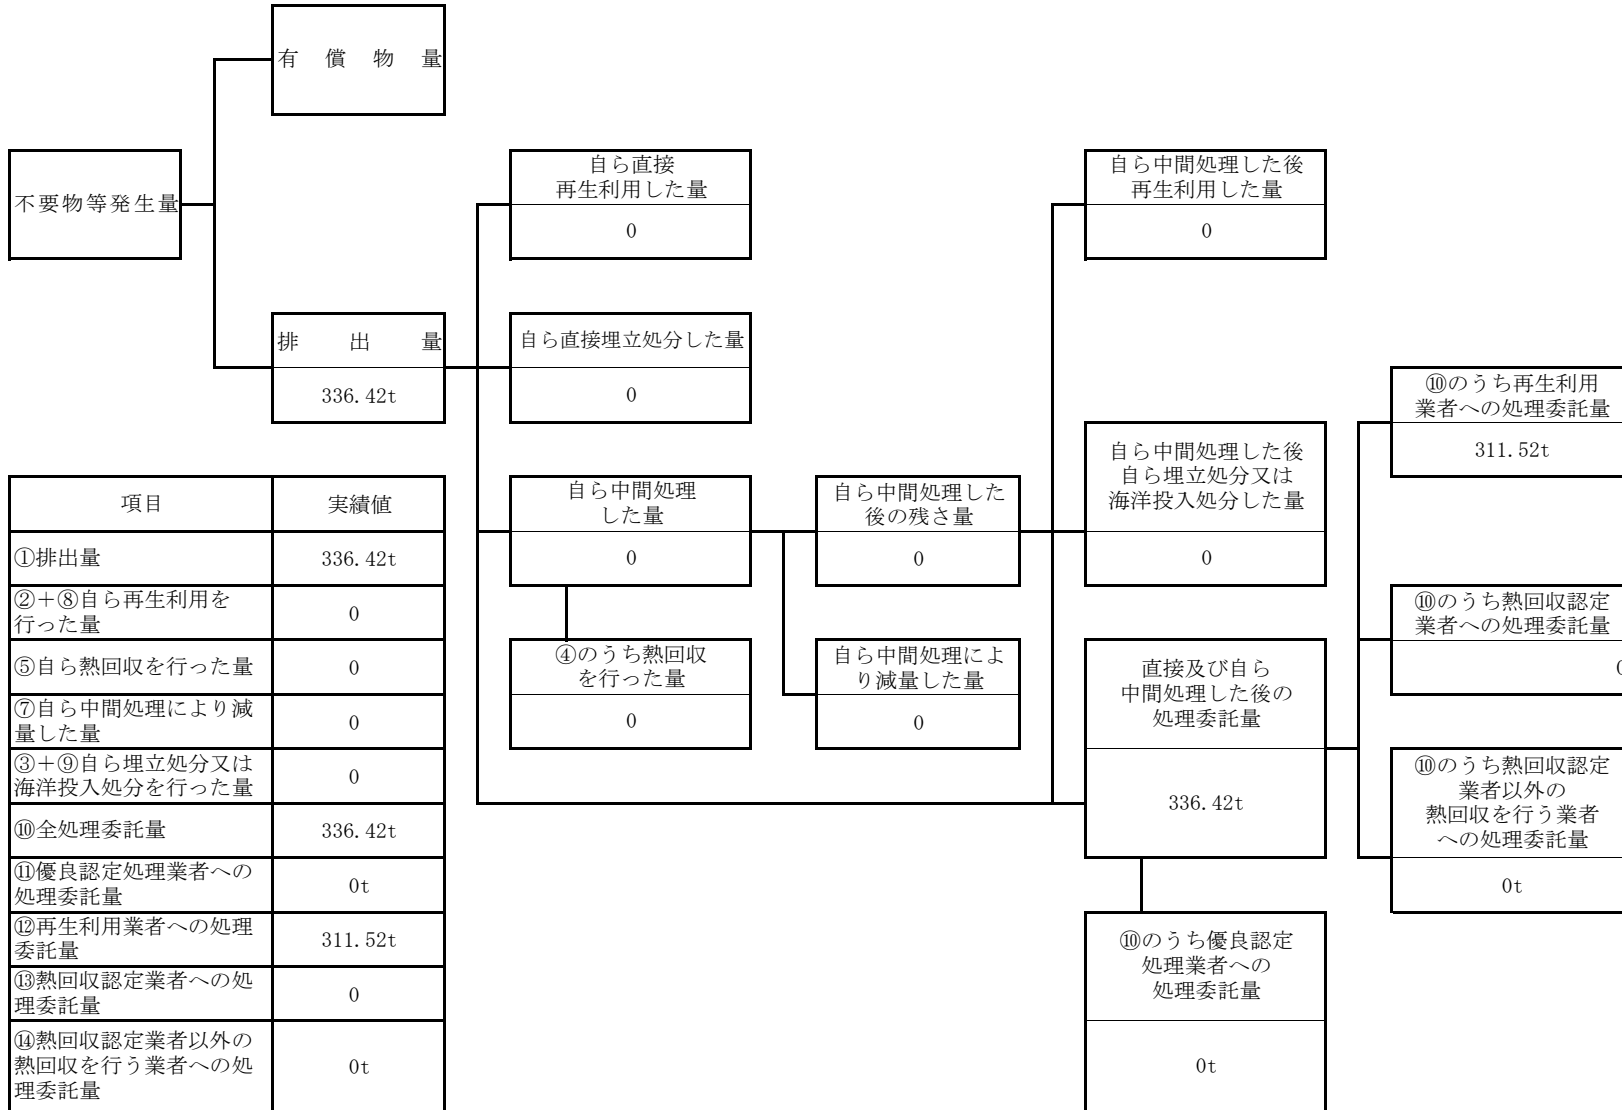 有償物量
不要物等発生量
自ら直接
再生利用した量
0
自ら中間処理した後
再生利用した量
0
排出量
336.42t
自ら直接埋立処分した量
0
⑩のうち再生利用
業者への処理委託量
311.52t
自ら中間処理
した量
0
自ら中間処理した
後の残さ量
0
自ら中間処理した後
自ら埋立処分又は
海洋投入処分した量
0
④のうち熱回収
を行った量
0
自ら中間処理によ
り減量した量
0
直接及び自ら
中間処理した後の
処理委託量
336.42t
⑩のうち熱回収認定
業者への処理委託量
0
⑩のうち熱回収認定
業者以外の
熱回収を行う業者
への処理委託量
0t
⑩のうち優良認定
処理業者への
処理委託量
0t
項目 実績値
①排出量 336.42t
②+⑧自ら再生利用を
行った量 0
⑤自ら熱回収を行った量 0
⑦自ら中間処理により減
量した量 0
③+⑨自ら埋立処分又は
海洋投入処分を行った量 0
⑩全処理委託量 336.42t
⑪優良認定処理業者への
処理委託量 0t
⑫再生利用業者への処理
委託量 311.52t
⑬熱回収認定業者への処
理委託量 0
⑭熱回収認定業者以外の
熱回収を行う業者への処
理委託量 0t